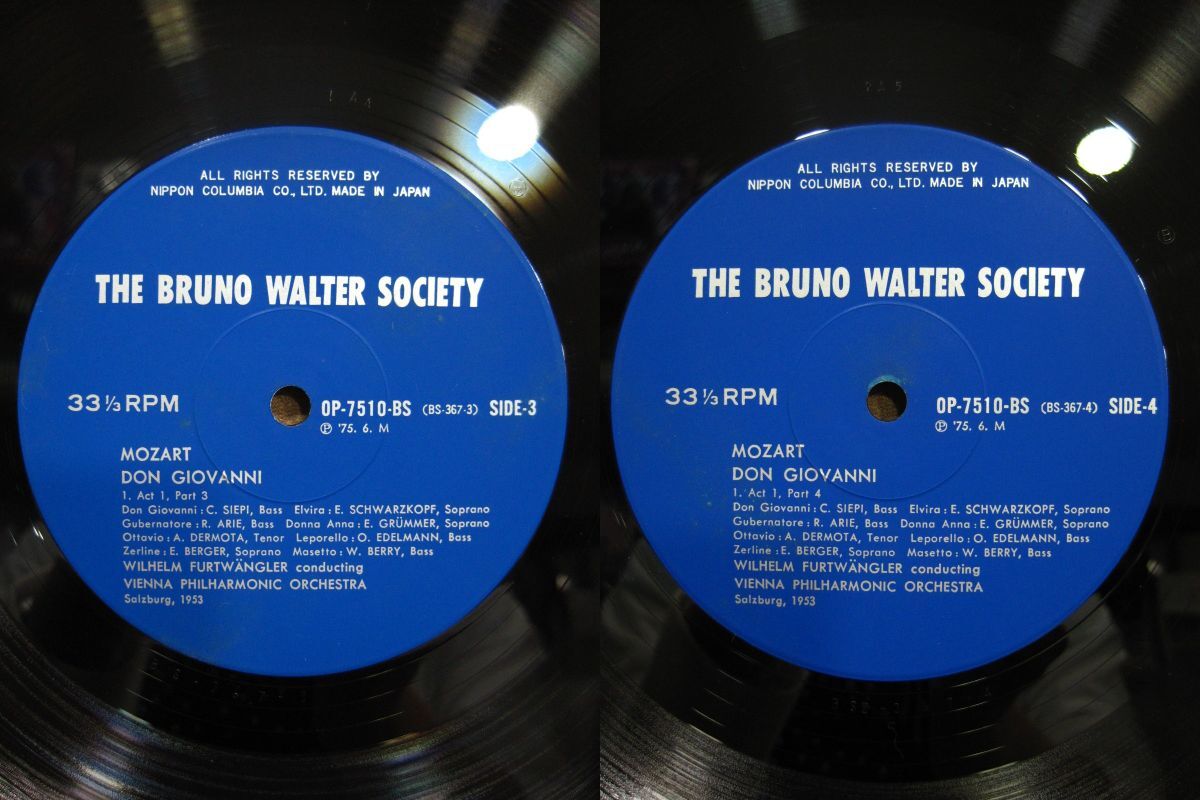 ALL RIGHTS RESERVED BY
NIPPON COLUMBIA CO., LTD. MADE IN JAPAN
THE BRUNO WALTER SOCIETY
33 1/3 RPM
OP-7510-BS (BS-367-3) SIDE-3
Ⓟ '75. 6. M
MOZART
DON GIOVANNI
1. Act 1, Part 3
Don Giovanni : C. SIEPI, Bass Elvira : E. SCHWARZKOPF, Soprano
Gubernatore : R. ARIE, Bass Donna Anna : E. GRÜMMER, Soprano
Ottavio : A. DERMOTA, Tenor Leporello : O. EDELMANN, Bass
Zerline : E. BERGER, Soprano Masetto : W. BERRY, Bass
WILHELM FURTWÄNGLER conducting
VIENNA PHILHARMONIC ORCHESTRA
Salzburg, 1953
ALL RIGHTS RESERVED BY
NIPPON COLUMBIA CO., LTD. MADE IN JAPAN
THE BRUNO WALTER SOCIETY
33 1/3 RPM
OP-7510-BS (BS-367-4) SIDE-4
Ⓟ '75. 6. M
MOZART
DON GIOVANNI
1. Act 1, Part 4
Don Giovanni : C. SIEPI, Bass Elvira : E. SCHWARZKOPF, Soprano
Gubernatore : R. ARIE, Bass Donna Anna : E. GRÜMMER, Soprano
Ottavio : A. DERMOTA, Tenor Leporello : O. EDELMANN, Bass
Zerline : E. BERGER, Soprano Masetto : W. BERRY, Bass
WILHELM FURTWÄNGLER conducting
VIENNA PHILHARMONIC ORCHESTRA
Salzburg, 1953